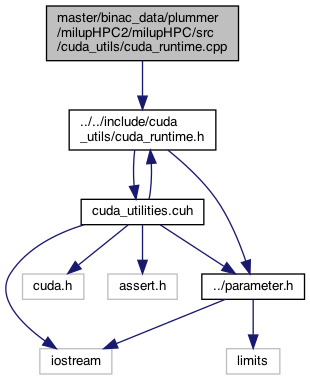 master/binac_data/plummer
/milupHPC2/milupHPC/src
/cuda_utils/cuda_runtime.cpp
../../include/cuda
_utils/cuda_runtime.h
cuda_utilities.cuh
cuda.h
assert.h
../parameter.h
iostream
limits